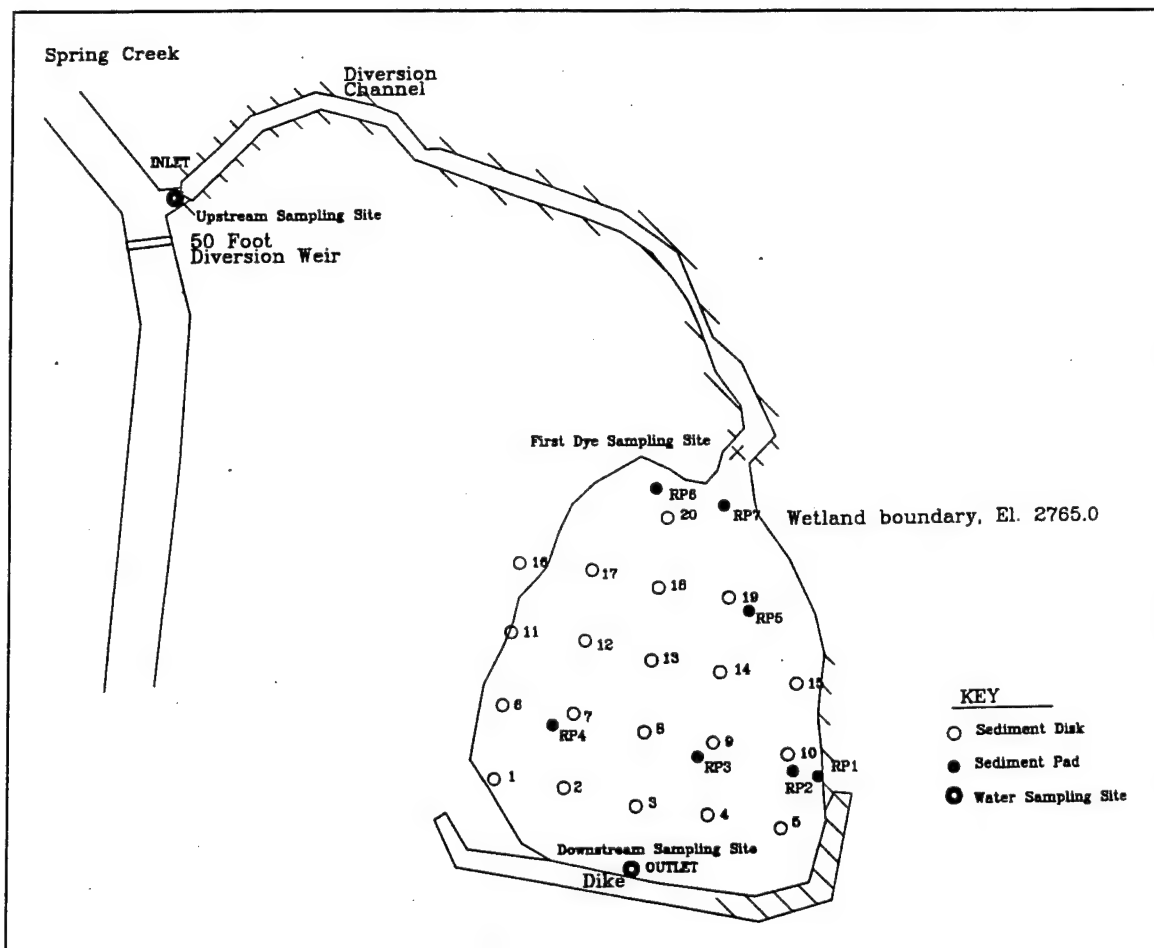 Spring Creek
Diversion
Channel
INLET
Upstream Sampling Site
50 Foot
Diversion Weir
First Dye Sampling Site
RP6
RP7
20
Wetland boundary, El. 2765.0
16
17
18
19
RP5
11
12
13
14
15
6
7
RP4
8
9
RP3
10
RP2
RP1
1
2
3
4
5
KEY
Sediment Disk
Sediment Pad
Water Sampling Site
Downstream Sampling Site
OUTLET
Dike